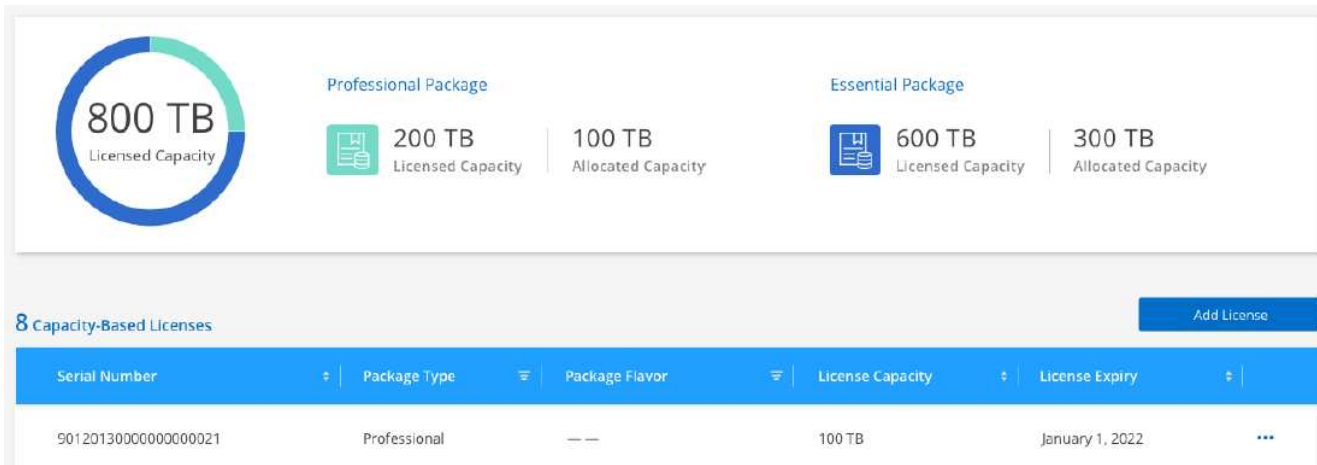 800 TB
Licensed Capacity
Professional Package
200 TB
Licensed Capacity
100 TB
Allocated Capacity
Essential Package
600 TB
Licensed Capacity
300 TB
Allocated Capacity
8 Capacity-Based Licenses
Add License
Serial Number Package Type Package Flavor License Capacity License Expiry
90120130000000000021 Professional — — 100 TB January 1, 2022 •••